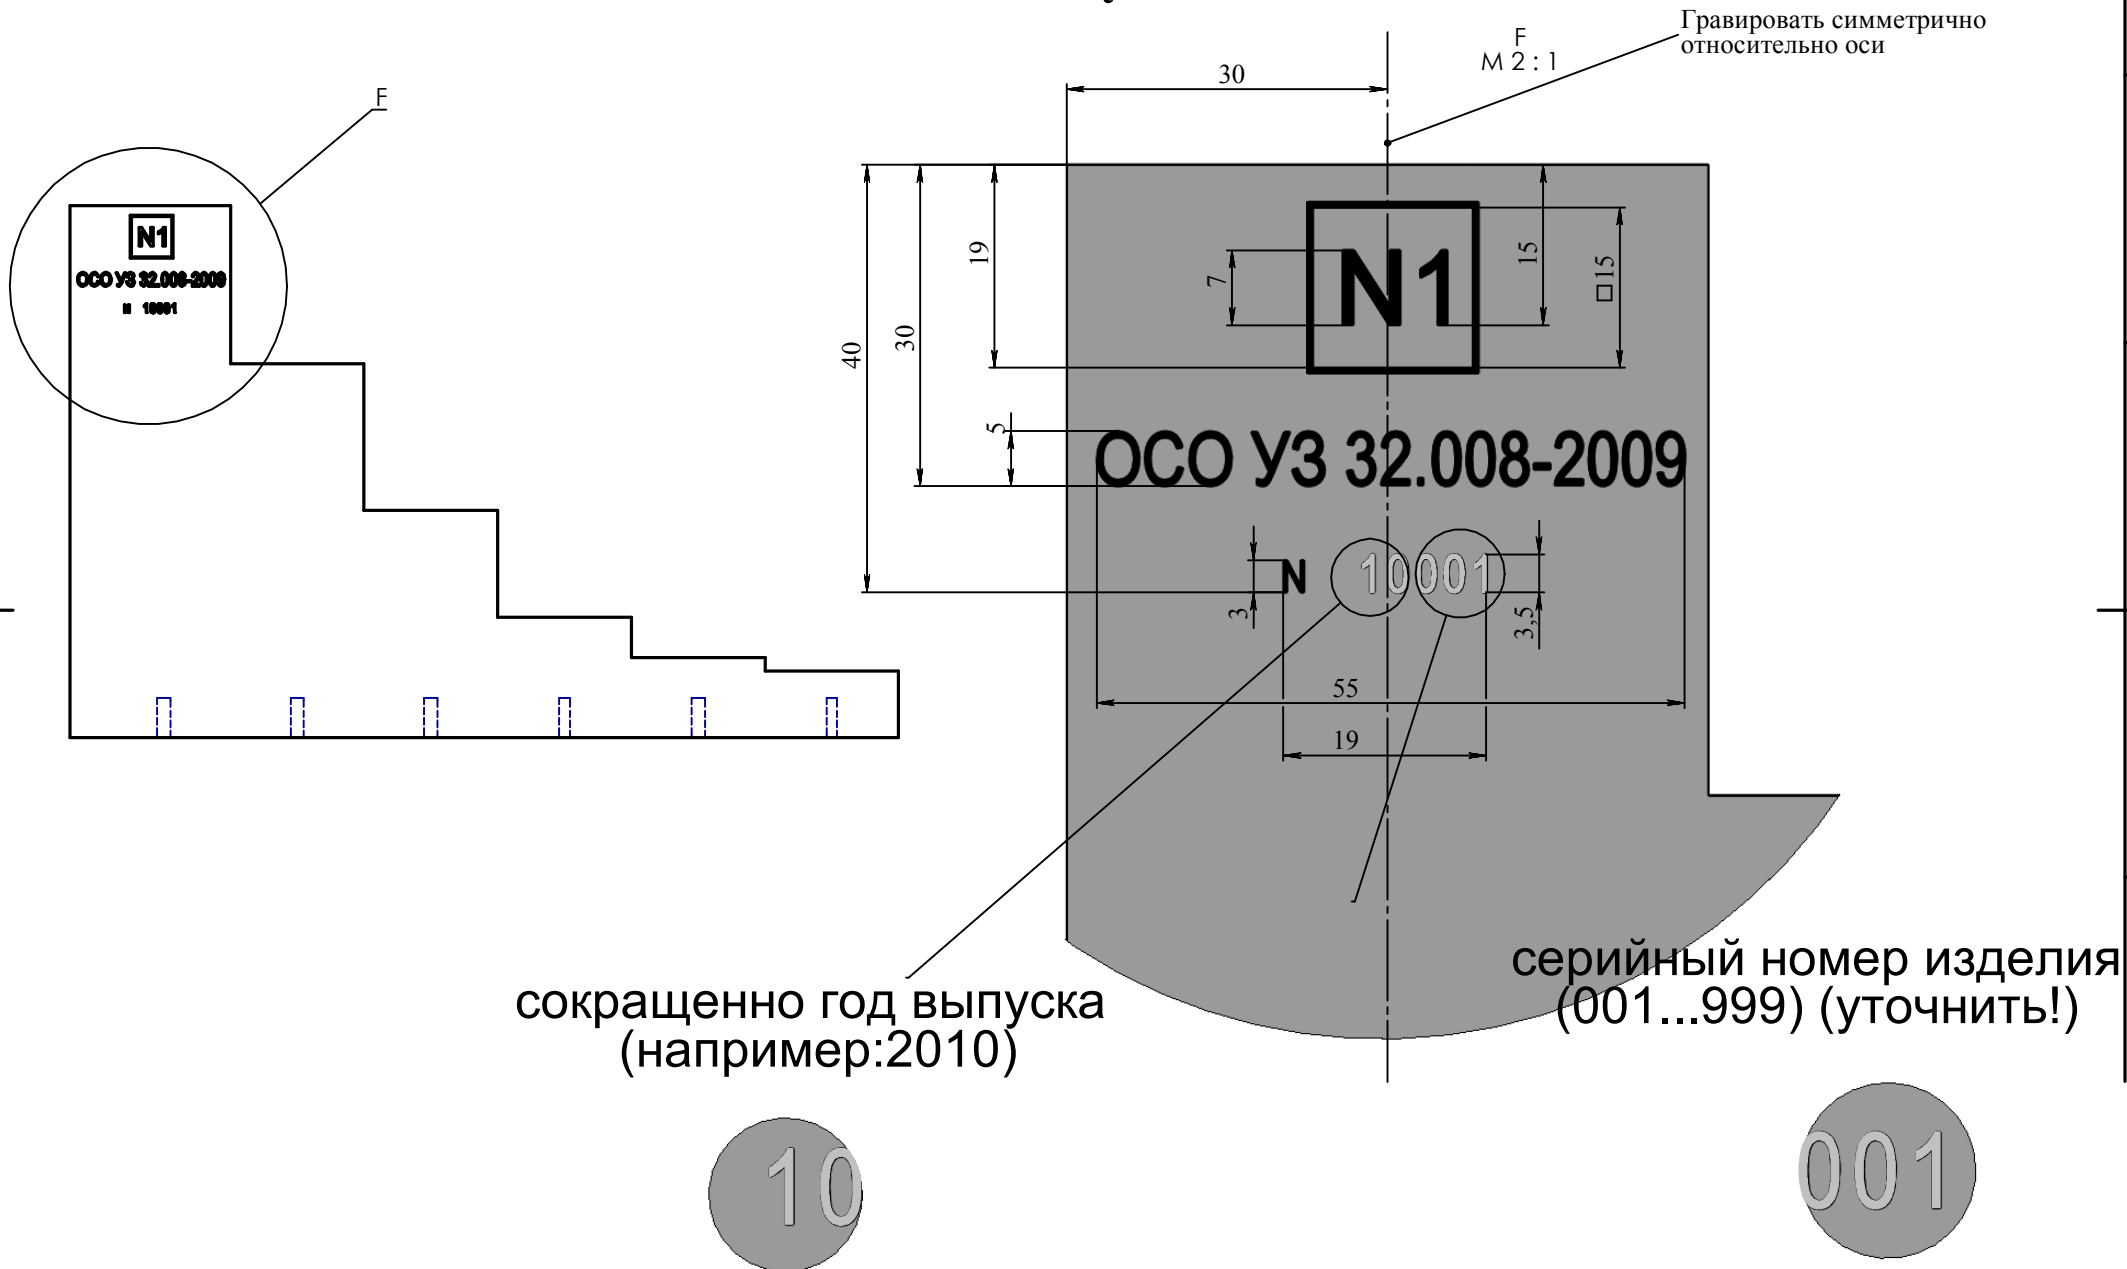 Гравировать симметрично
относительно оси
F
M 2 : 1
30
F
N1
ОСО УЗ 32.008-2009
N 10001
40
30
19
5
7
15
□15
N1
ОСО УЗ 32.008-2009
N 10001
3
3,5
55
19
серийный номер изделия
(001...999) (уточнить!)
сокращенно год выпуска
(например:2010)
10
001